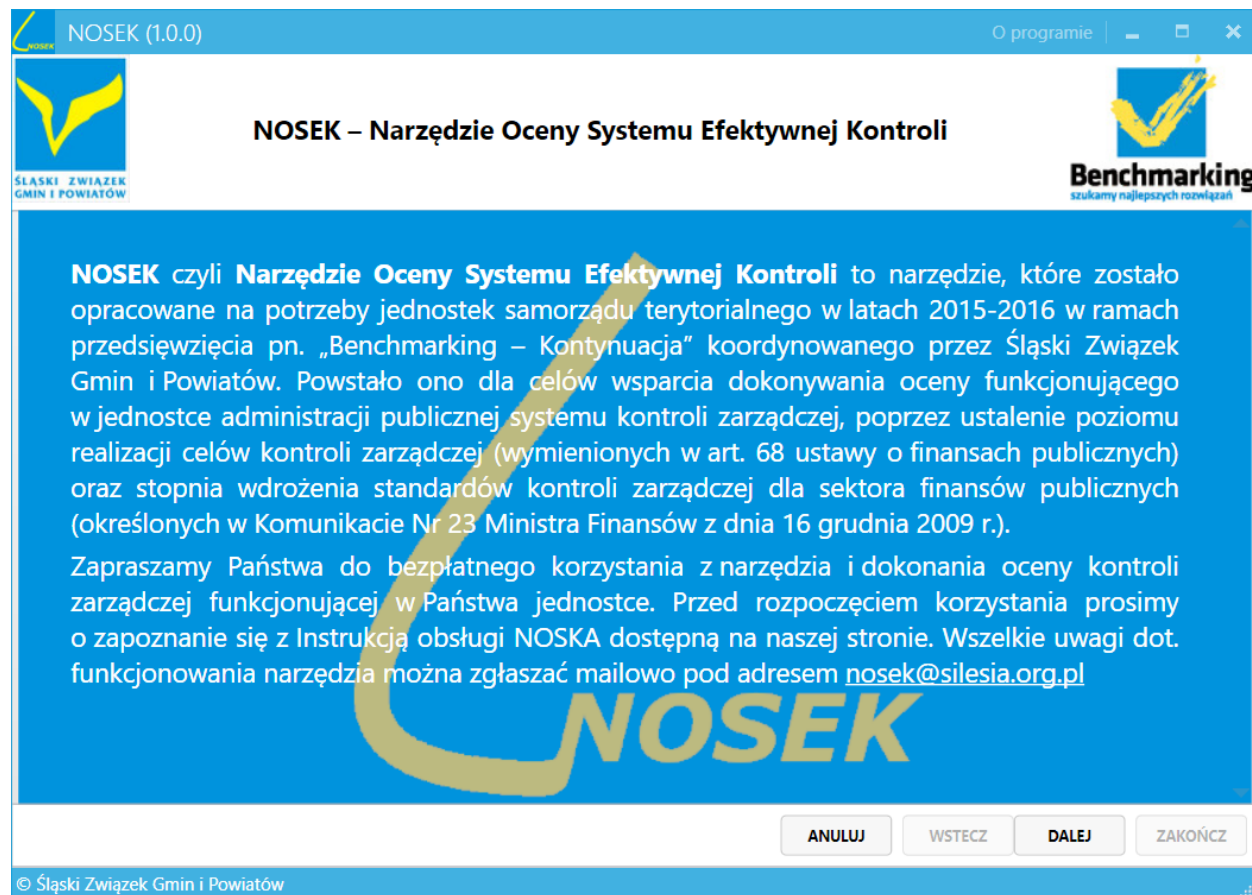 NOSEK
NOSEK (1.0.0)
O programie
ŚLĄSKI ZWIĄZEK
GMIN I POWIATÓW
NOSEK – Narzędzie Oceny Systemu Efektywnej Kontroli
Benchmarking
szukamy najlepszych rozwiązań
NOSEK czyli Narzędzie Oceny Systemu Efektywnej Kontroli to narzędzie, które zostało
opracowane na potrzeby jednostek samorządu terytorialnego w latach 2015-2016 w ramach
przedsięwzięcia pn. „Benchmarking – Kontynuacja” koordynowanego przez Śląski Związek
Gmin i Powiatów. Powstało ono dla celów wsparcia dokonywania oceny funkcjonującego
w jednostce administracji publicznej systemu kontroli zarządczej, poprzez ustalenie poziomu
realizacji celów kontroli zarządczej (wymienionych w art. 68 ustawy o finansach publicznych)
oraz stopnia wdrożenia standardów kontroli zarządczej dla sektora finansów publicznych
(określonych w Komunikacie Nr 23 Ministra Finansów z dnia 16 grudnia 2009 r.).
Zapraszamy Państwa do bezpłatnego korzystania z narzędzia i dokonania oceny kontroli
zarządczej funkcjonującej w Państwa jednostce. Przed rozpoczęciem korzystania prosimy
o zapoznanie się z Instrukcją obsługi NOSKA dostępną na naszej stronie. Wszelkie uwagi dot.
funkcjonowania narzędzia można zgłaszać mailowo pod adresem nosek@silesia.org.pl
NOSEK
ANULUJ
WSTECZ
DALEJ
ZAKOŃCZ
© Śląski Związek Gmin i Powiatów